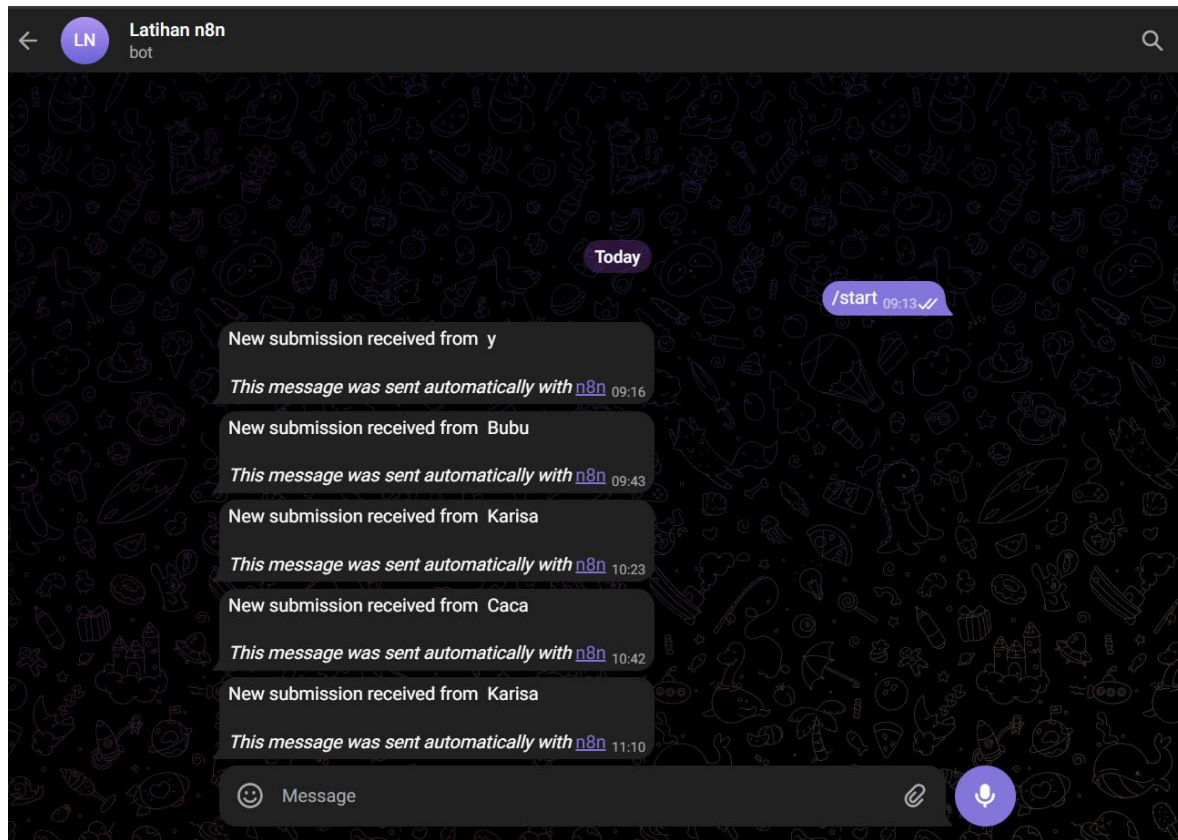 LN
Latihan n8n
bot
Today
/start 09:13
New submission received from  y
This message was sent automatically with n8n 09:16
New submission received from  Bubu
This message was sent automatically with n8n 09:43
New submission received from  Karisa
This message was sent automatically with n8n 10:23
New submission received from  Caca
This message was sent automatically with n8n 10:42
New submission received from  Karisa
This message was sent automatically with n8n 11:10
Message